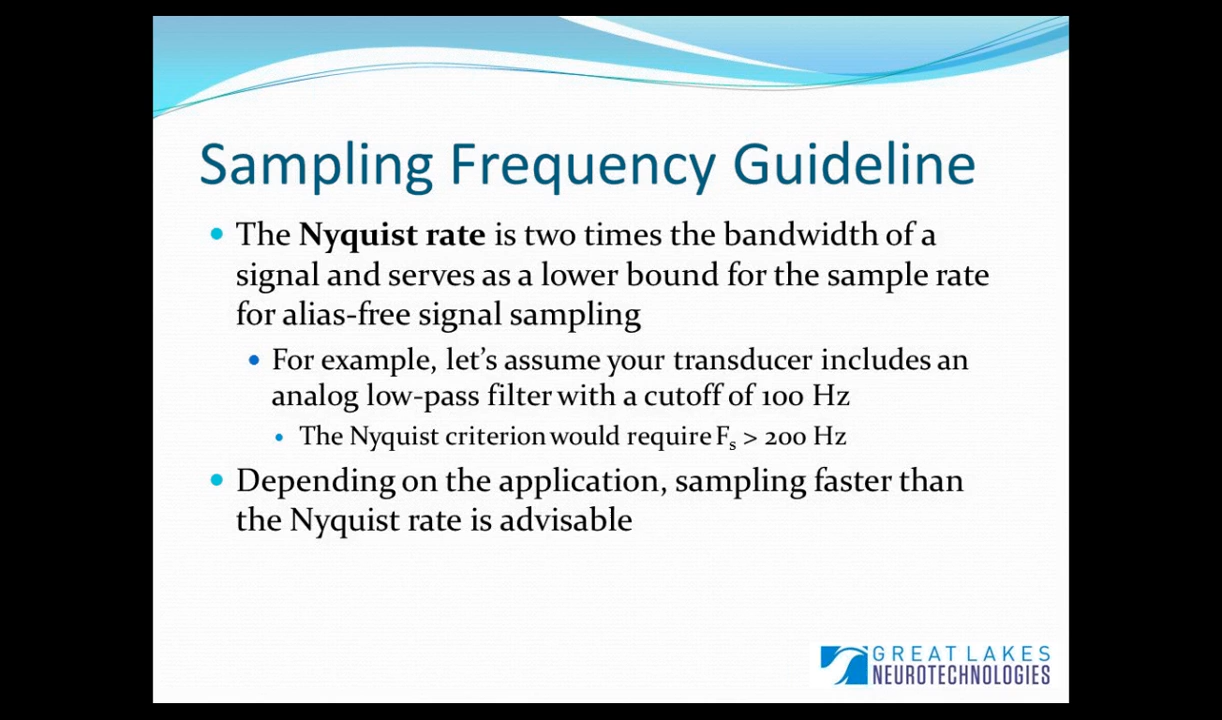 Sampling Frequency Guideline
• The Nyquist rate is two times the bandwidth of a
signal and serves as a lower bound for the sample rate
for alias-free signal sampling
• For example, let's assume your transducer includes an
analog low-pass filter with a cutoff of 100 Hz
• The Nyquist criterion would require Fs > 200 Hz
• Depending on the application, sampling faster than
the Nyquist rate is advisable
GREAT LAKES
NEUROTECHNOLOGIES